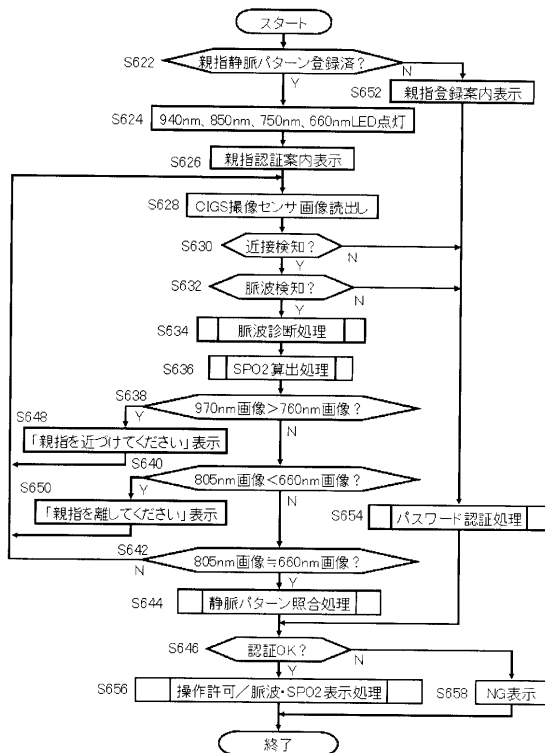 スタート
S622
親指静脈パターン登録済?
N
Y
S652
親指登録案内表示
S624
940nm、850nm、750nm、660nmLED点灯
S626
親指認証案内表示
S628
CIGS撮像センサ画像読出し
S630
近接検知?
N
Y
S632
脈波検知?
N
Y
S634
脈波診断処理
S636
SPO2算出処理
S638
970nm画像>760nm画像?
Y
N
S648
「親指を近づけてください」表示
S640
805nm画像<660nm画像?
Y
N
S650
「親指を離してください」表示
S654
パスワード認証処理
S642
805nm画像≒660nm画像?
N
Y
S644
静脈パターン照合処理
S646
認証OK?
N
Y
S656
操作許可/脈波・SPO2表示処理
S658
NG表示
終了